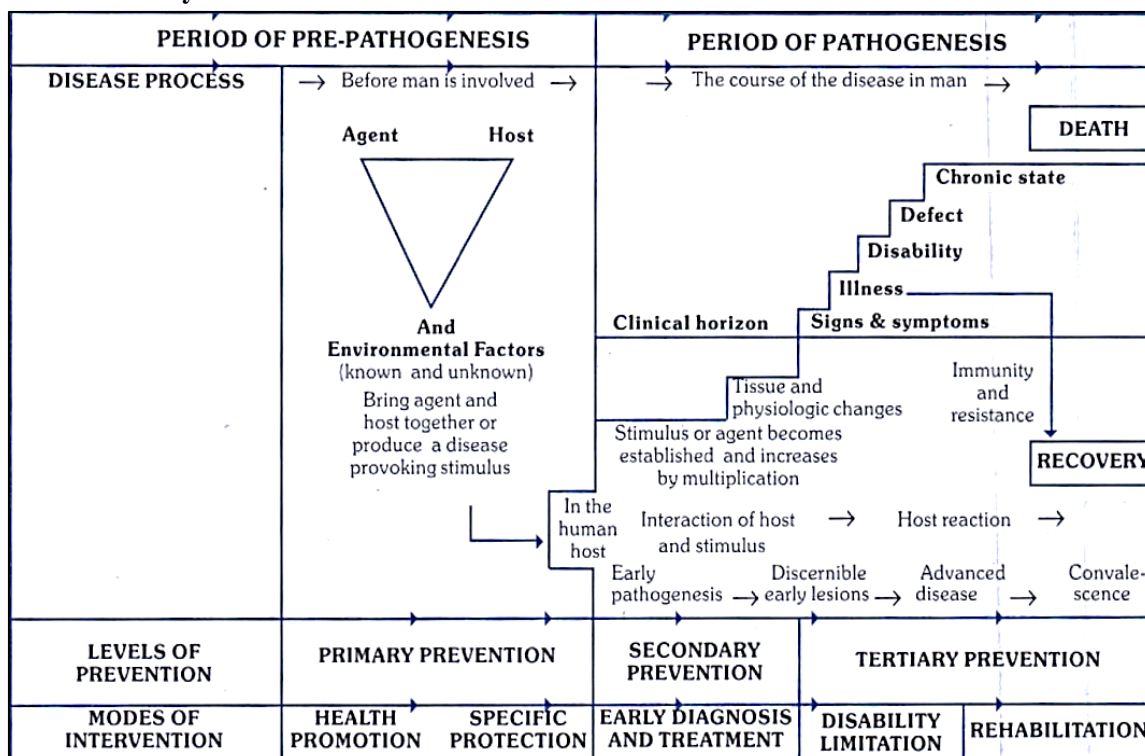 PERIOD OF PRE-PATHOGENESIS
PERIOD OF PATHOGENESIS
DISEASE PROCESS
→ Before man is involved →
→ The course of the disease in man →
DEATH
Agent Host
Chronic state
Defect
Disability
Illness
And
Environmental Factors
(known and unknown)
Bring agent and
host together or
produce a disease
provoking stimulus
Clinical horizon
Signs & symptoms
Tissue and
physiologic changes
Immunity
and
resistance
Stimulus or agent becomes
established and increases
by multiplication
RECOVERY
In the
human
host
Interaction of host →
and stimulus
Host reaction →
Early
pathogenesis →
Discernible
early lesions →
Advanced
disease →
Convale-
scence
LEVELS OF
PREVENTION
PRIMARY PREVENTION
SECONDARY
PREVENTION
TERTIARY PREVENTION
MODES OF
INTERVENTION
HEALTH
PROMOTION
SPECIFIC
PROTECTION
EARLY DIAGNOSIS
AND TREATMENT
DISABILITY
LIMITATION
REHABILITATION